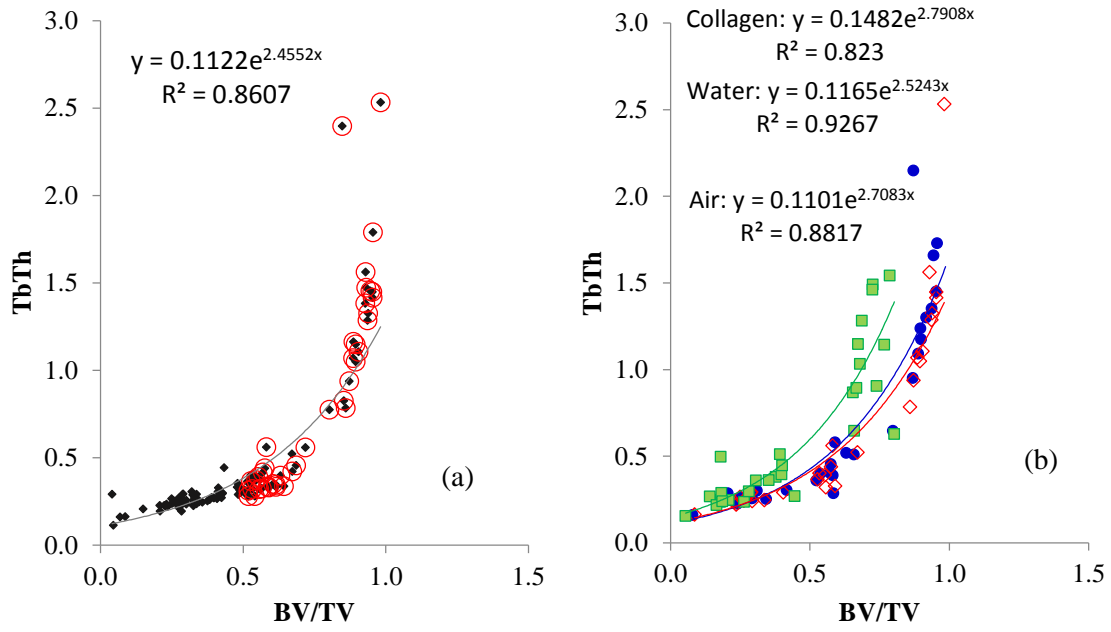 y = 0.1122e^2.4552x
R² = 0.8607
3.0
2.5
2.0
1.5
1.0
0.5
0.0
TbTh
(a)
0.0 0.5 1.0 1.5
BV/TV
Collagen: y = 0.1482e^2.7908x
R² = 0.823
Water: y = 0.1165e^2.5243x
R² = 0.9267
Air: y = 0.1101e^2.7083x
R² = 0.8817
3.0
2.5
2.0
1.5
1.0
0.5
0.0
TbTh
(b)
0.0 0.5 1.0 1.5
BV/TV